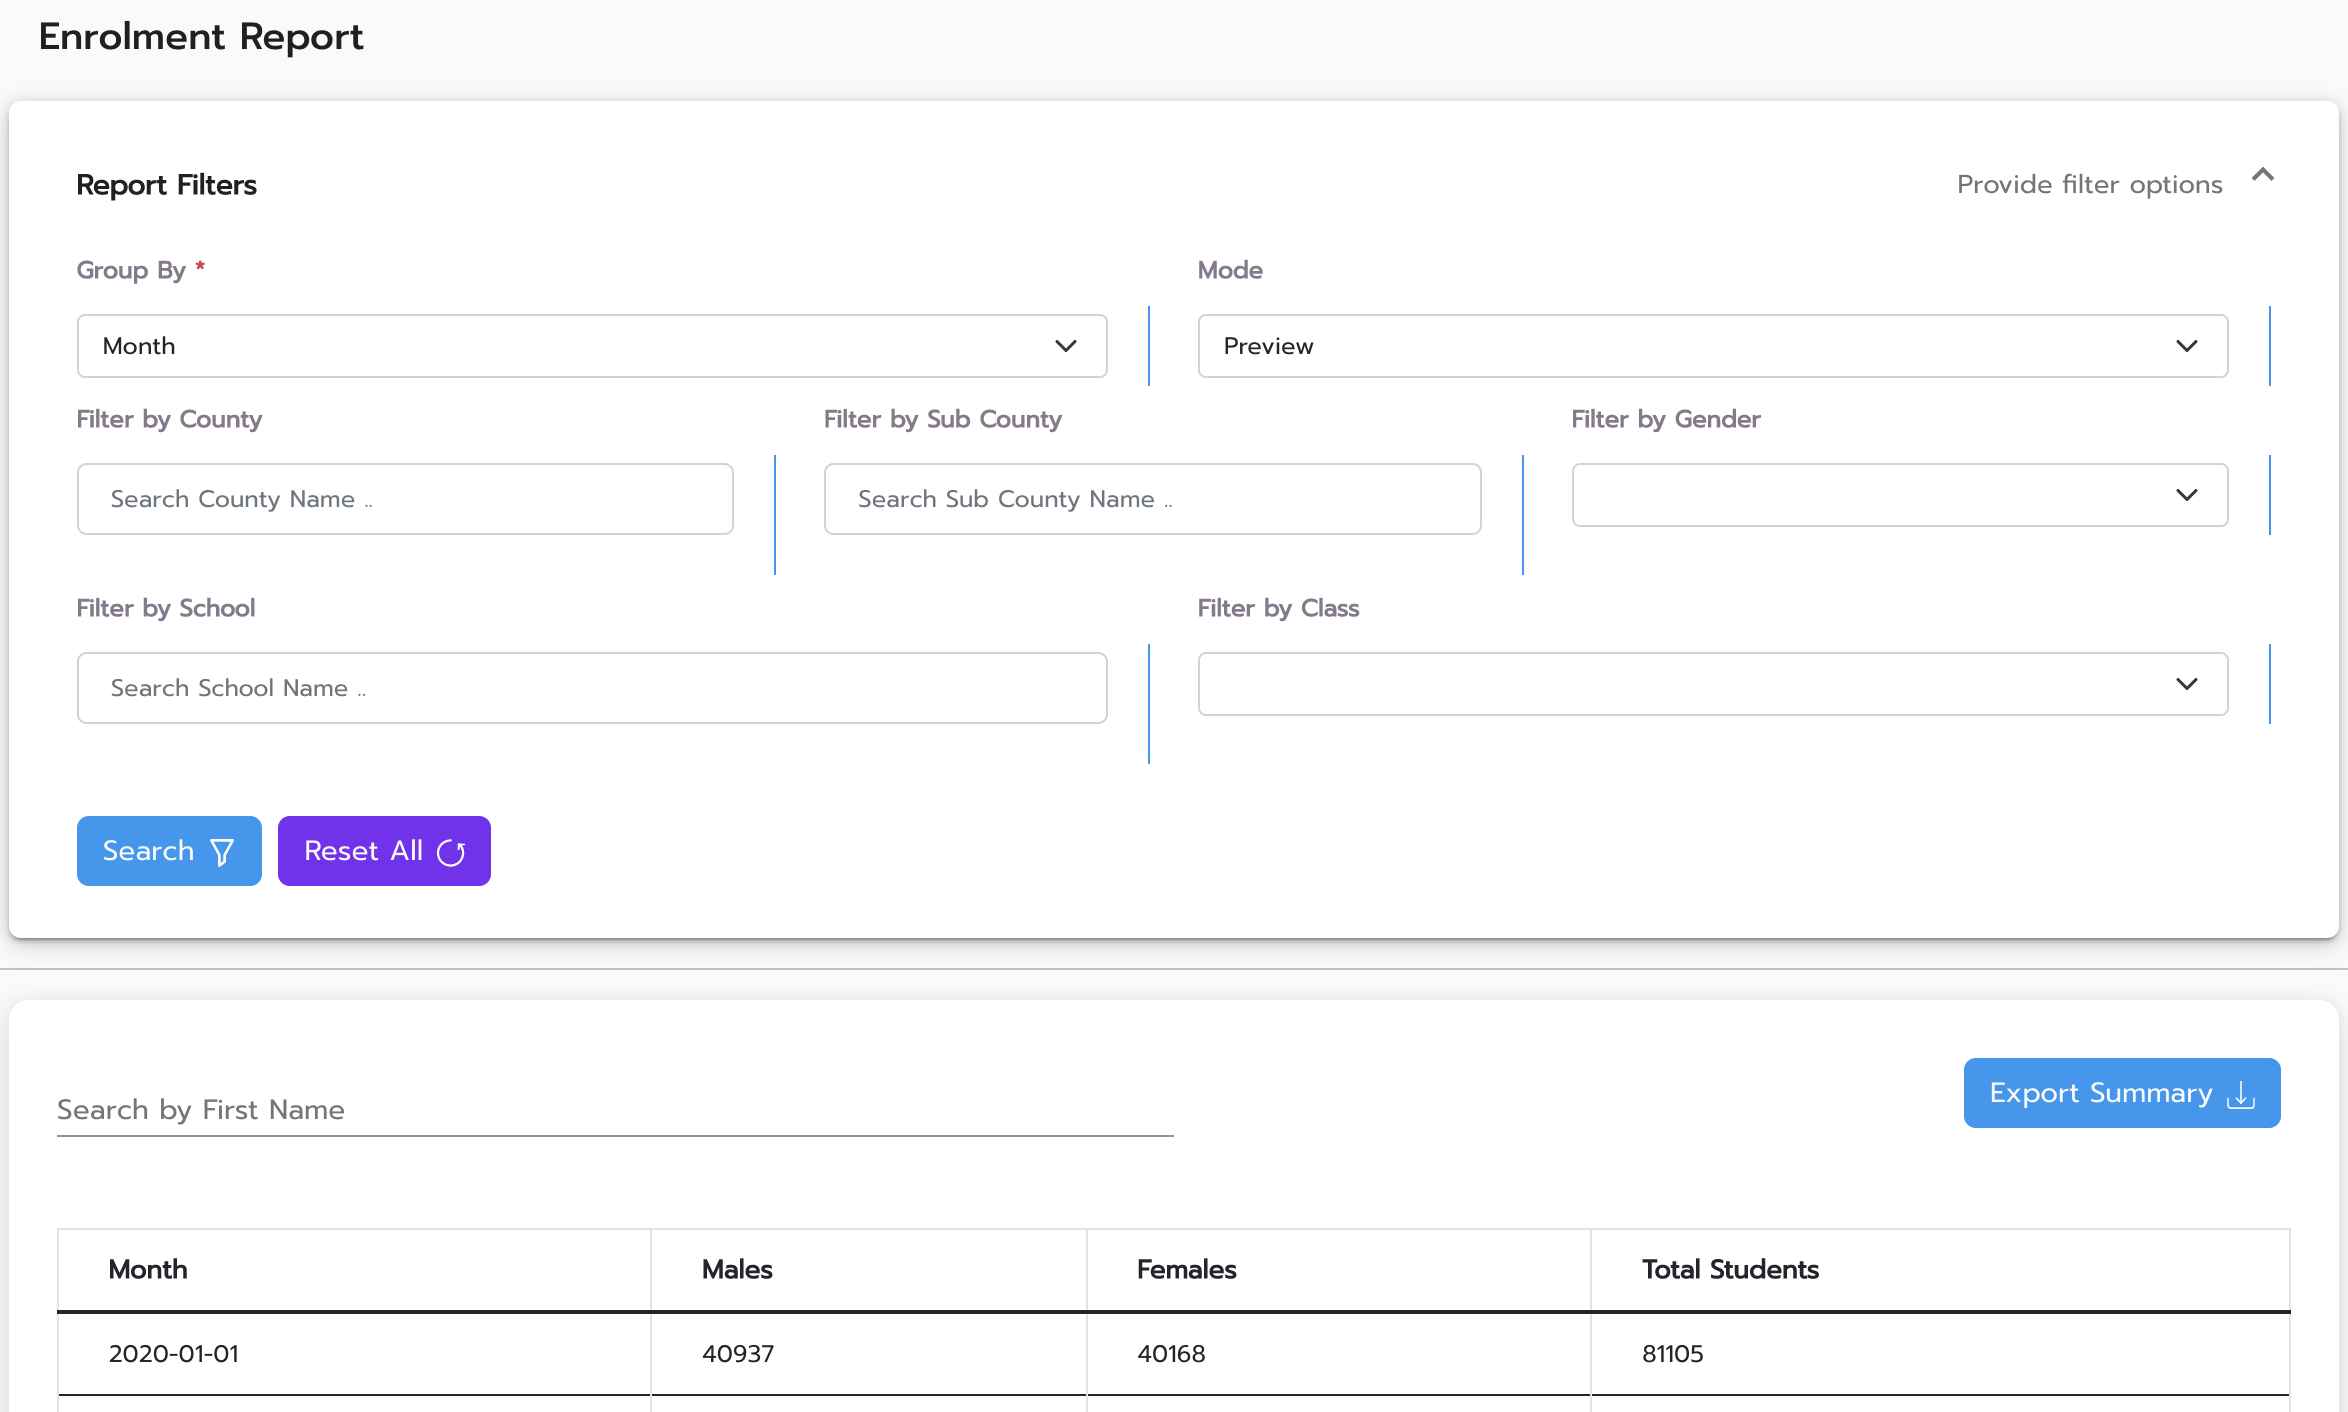 Enrolment Report
Report Filters
Provide filter options
Group By *
Mode
Month
Preview
Filter by County
Filter by Sub County
Filter by Gender
Search County Name ..
Search Sub County Name ..
Filter by School
Filter by Class
Search School Name ..
Search
Reset All
Export Summary
Search by First Name
Month Males Females Total Students
2020-01-01 40937 40168 81105